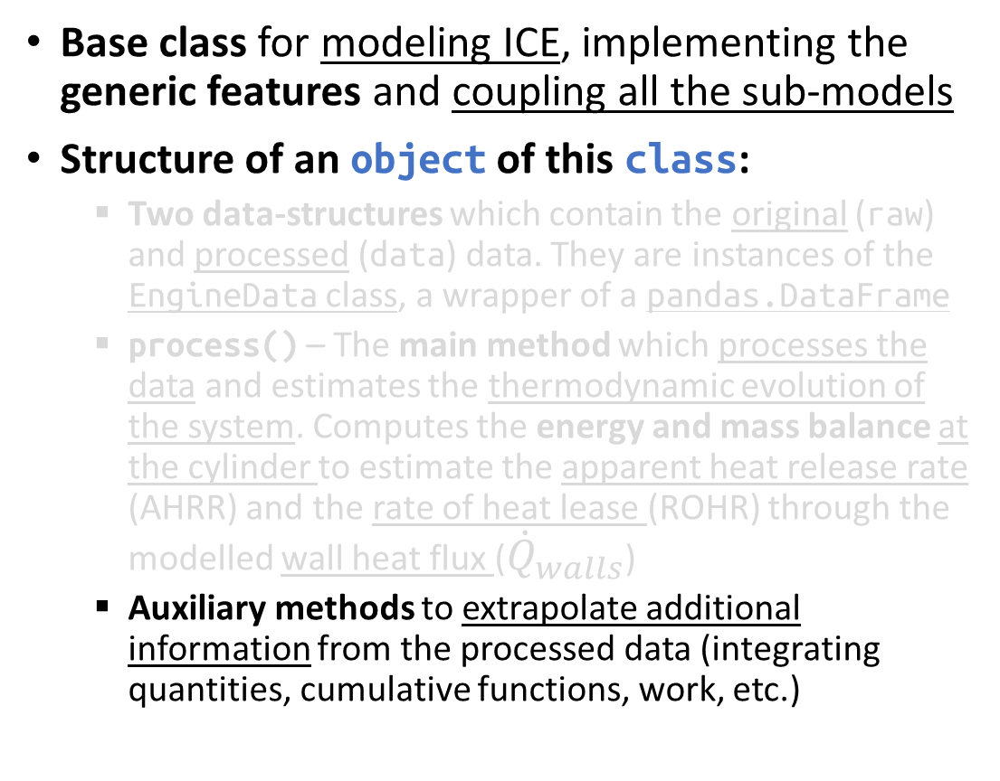 • Base class for modeling ICE, implementing the
generic features and coupling all the sub-models
• Structure of an object of this class:
▪ Two data-structures which contain the original (raw)
and processed (data) data. They are instances of the
EngineData class, a wrapper of a pandas.DataFrame
▪ process() – The main method which processes the
data and estimates the thermodynamic evolution of
the system. Computes the energy and mass balance at
the cylinder to estimate the apparent heat release rate
(AHRR) and the rate of heat lease (ROHR) through the
modelled wall heat flux (Q̇walls)
▪ Auxiliary methods to extrapolate additional
information from the processed data (integrating
quantities, cumulative functions, work, etc.)